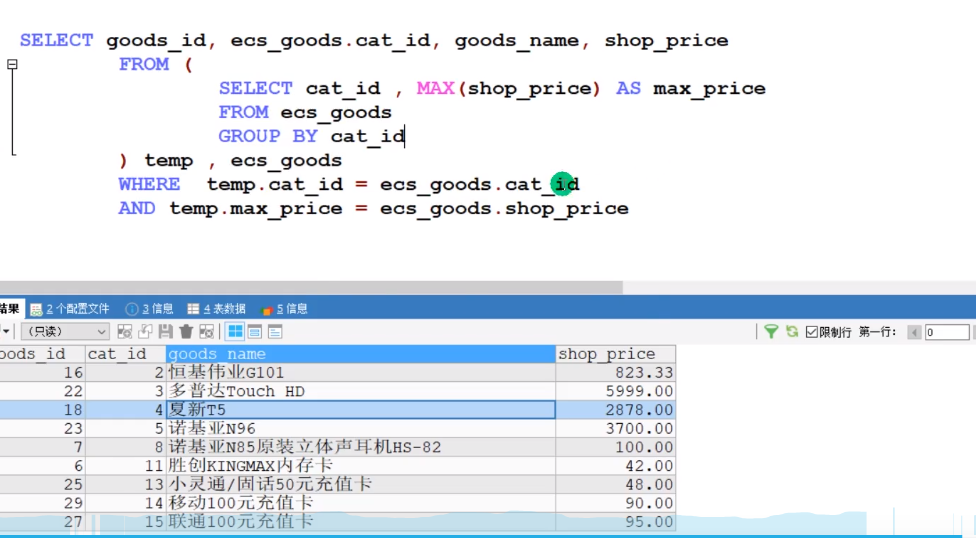 SELECT goods_id, ecs_goods.cat_id, goods_name, shop_price
FROM (
SELECT cat_id , MAX(shop_price) AS max_price
FROM ecs_goods
GROUP BY cat_id
) temp , ecs_goods
WHERE temp.cat_id = ecs_goods.cat_id
AND temp.max_price = ecs_goods.shop_price
结果 2 个配置文件 3 信息 4 表数据 5 信息
(只读) 限制行 第一行: 0
oods_id cat_id goods_name shop_price
16 2 恒基伟业G101 823.33
22 3 多普达Touch HD 5999.00
18 4 夏新T5 2878.00
23 5 诺基亚N96 3700.00
7 8 诺基亚N85原装立体声耳机HS-82 100.00
6 11 胜创KINGMAX内存卡 42.00
25 13 小灵通/固话50元充值卡 48.00
29 14 移动100元充值卡 90.00
27 15 联通100元充值卡 95.00